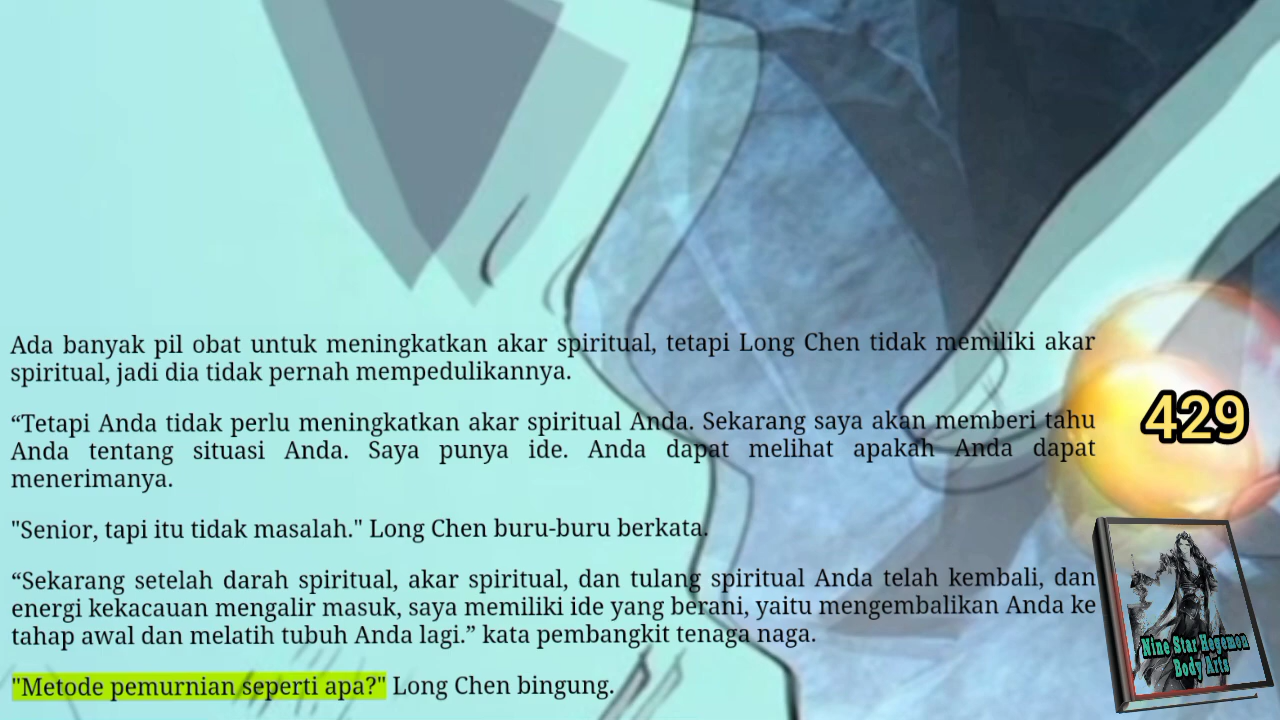 Ada banyak pil obat untuk meningkatkan akar spiritual, tetapi Long Chen tidak memiliki akar
spiritual, jadi dia tidak pernah mempedulikannya.
“Tetapi Anda tidak perlu meningkatkan akar spiritual Anda. Sekarang saya akan memberi tahu
Anda tentang situasi Anda. Saya punya ide. Anda dapat melihat apakah Anda dapat
menerimanya.
"Senior, tapi itu tidak masalah." Long Chen buru-buru berkata.
“Sekarang setelah darah spiritual, akar spiritual, dan tulang spiritual Anda telah kembali, dan
energi kekacauan mengalir masuk, saya memiliki ide yang berani, yaitu mengembalikan Anda ke
tahap awal dan melatih tubuh Anda lagi.” kata pembangkit tenaga naga.
"Metode pemurnian seperti apa?" Long Chen bingung.
429
Nine Star Hegemon
Body Arts